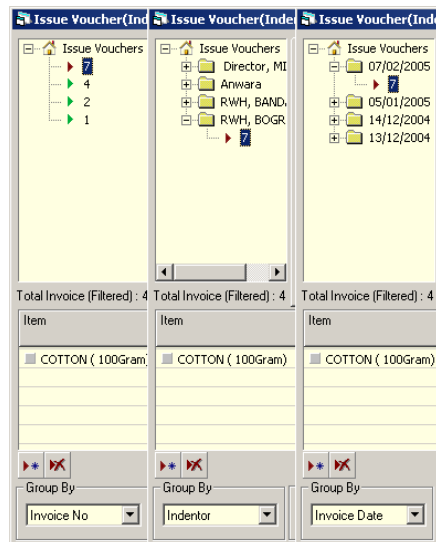 Issue Voucher(Ind
Issue Vouchers
7
4
2
1
Total Invoice (Filtered) : 4
Item
COTTON ( 100Gram)
Group By
Invoice No
Issue Voucher(Inde
Issue Vouchers
Director, MI
Anwara
RWH, BAND
RWH, BOGR
7
Total Invoice (Filtered) : 4
Item
COTTON ( 100Gram)
Group By
Indentor
Issue Voucher(Ind
Issue Vouchers
07/02/2005
7
05/01/2005
14/12/2004
13/12/2004
Total Invoice (Filtered) : 4
Item
COTTON ( 100Gram)
Group By
Invoice Date